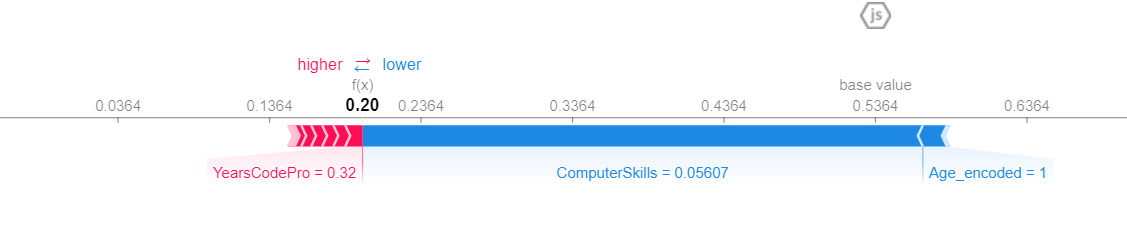 js
higher ⇄ lower
f(x) base value
0.0364 0.1364 0.20 0.2364 0.3364 0.4364 0.5364 0.6364
YearsCodePro = 0.32 ComputerSkills = 0.05607 Age_encoded = 1